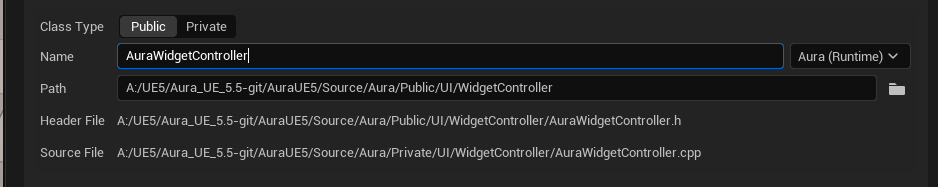 Class Type Public Private
Name AuraWidgetController Aura (Runtime)
Path A:/UE5/Aura_UE_5.5-git/AuraUE5/Source/Aura/Public/UI/WidgetController
Header File A:/UE5/Aura_UE_5.5-git/AuraUE5/Source/Aura/Public/UI/WidgetController/AuraWidgetController.h
Source File A:/UE5/Aura_UE_5.5-git/AuraUE5/Source/Aura/Private/UI/WidgetController/AuraWidgetController.cpp